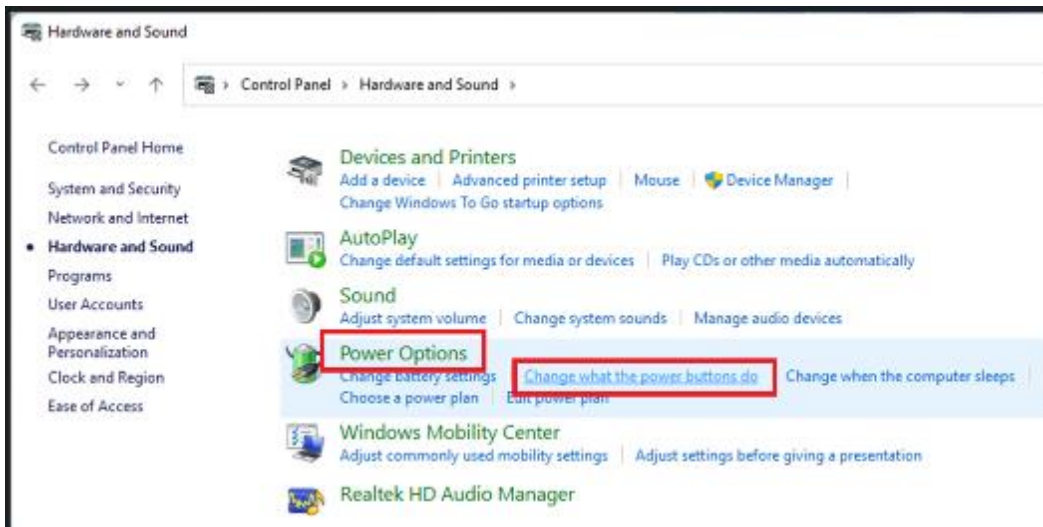 Hardware and Sound
Control Panel > Hardware and Sound >
Control Panel Home
System and Security
Network and Internet
Hardware and Sound
Programs
User Accounts
Appearance and
Personalization
Clock and Region
Ease of Access
Devices and Printers
Add a device | Advanced printer setup | Mouse | Device Manager |
Change Windows To Go startup options
AutoPlay
Change default settings for media or devices | Play CDs or other media automatically
Sound
Adjust system volume | Change system sounds | Manage audio devices
Power Options
Change battery settings | Change what the power buttons do | Change when the computer sleeps |
Choose a power plan | Edit power plan
Windows Mobility Center
Adjust commonly used mobility settings | Adjust settings before giving a presentation
Realtek HD Audio Manager